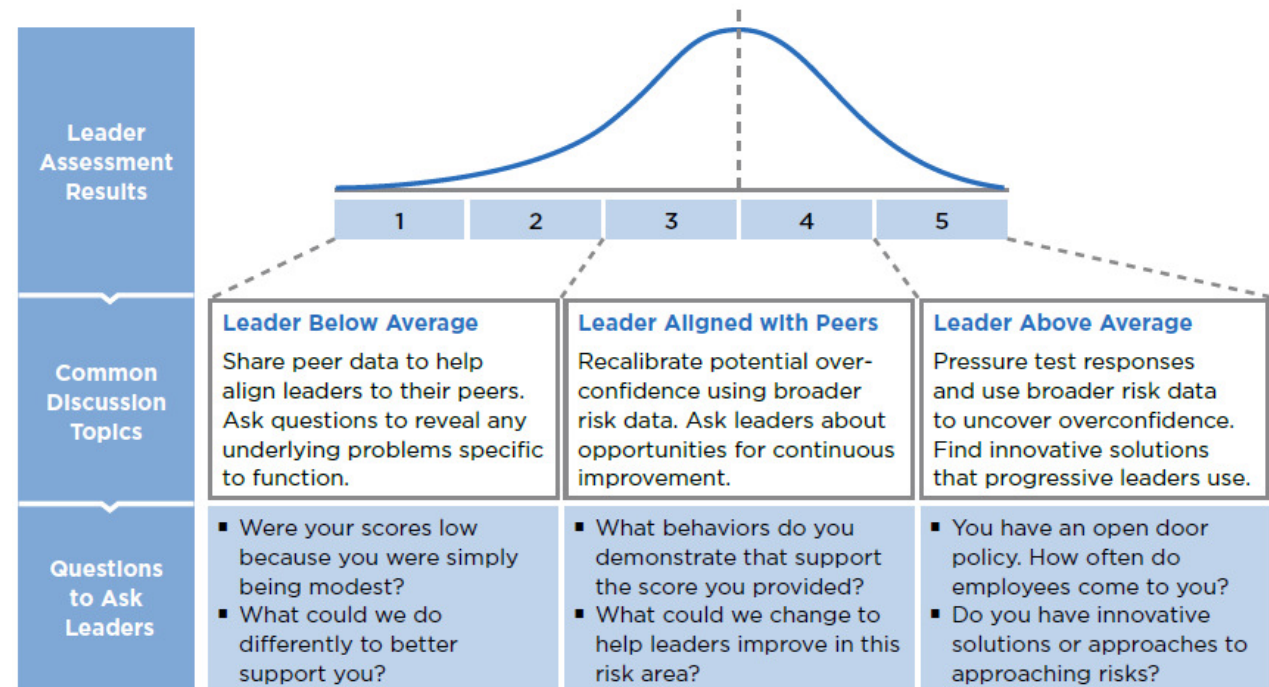 Leader
Assessment
Results
1
2
3
4
5
Common
Discussion
Topics
Leader Below Average
Share peer data to help
align leaders to their peers.
Ask questions to reveal any
underlying problems specific
to function.
Leader Aligned with Peers
Recalibrate potential over-
confidence using broader
risk data. Ask leaders about
opportunities for continuous
improvement.
Leader Above Average
Pressure test responses
and use broader risk data
to uncover overconfidence.
Find innovative solutions
that progressive leaders use.
Questions
to Ask
Leaders
▪ Were your scores low
because you were simply
being modest?
▪ What could we do
differently to better
support you?
▪ What behaviors do you
demonstrate that support
the score you provided?
▪ What could we change to
help leaders improve in this
risk area?
▪ You have an open door
policy. How often do
employees come to you?
▪ Do you have innovative
solutions or approaches to
approaching risks?